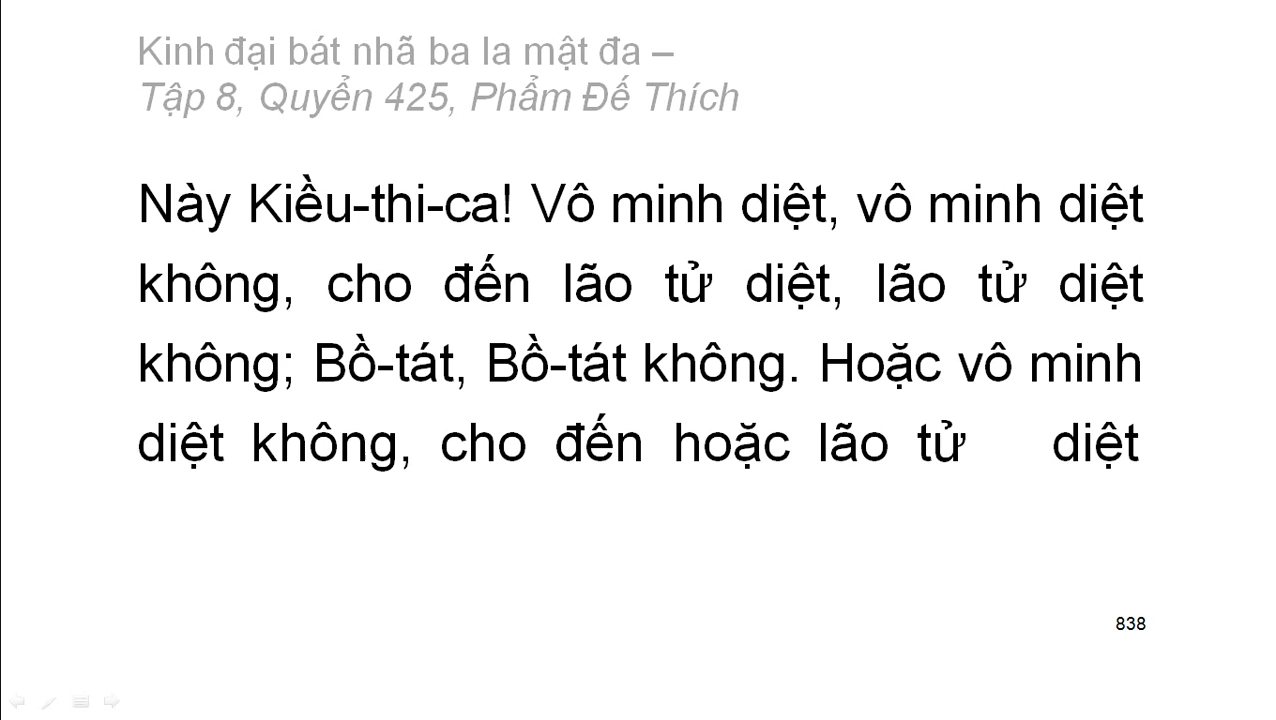 Kinh đại bát nhã ba la mật đa –
Tập 8, Quyển 425, Phẩm Đế Thích
Này Kiều-thi-ca! Vô minh diệt, vô minh diệt
không, cho đến lão tử diệt, lão tử diệt
không; Bồ-tát, Bồ-tát không. Hoặc vô minh
diệt không, cho đến hoặc lão tử diệt
838